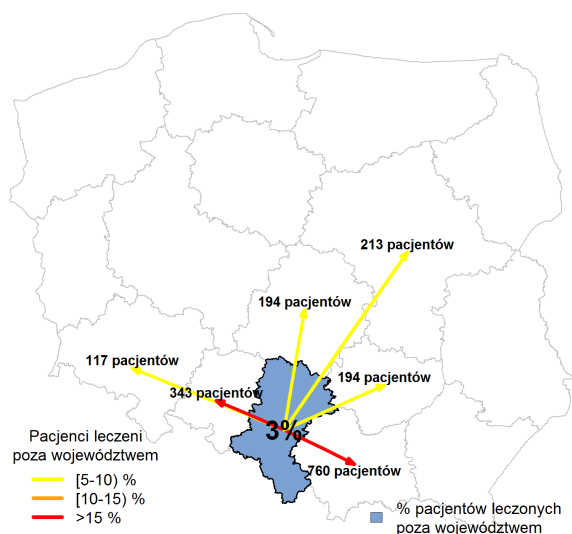 213 pacjentów
194 pacjentów
117 pacjentów
343 pacjentów
194 pacjentów
3%
760 pacjentów
Pacjenci leczeni
poza województwem
[5-10) %
[10-15) %
>15 %
% pacjentów leczonych
poza województwem